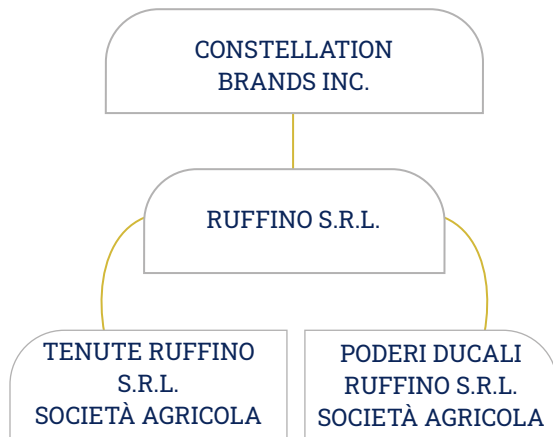 CONSTELLATION
BRANDS INC.
RUFFINO S.R.L.
TENUTE RUFFINO
S.R.L.
SOCIETÀ AGRICOLA
PODERI DUCALI
RUFFINO S.R.L.
SOCIETÀ AGRICOLA